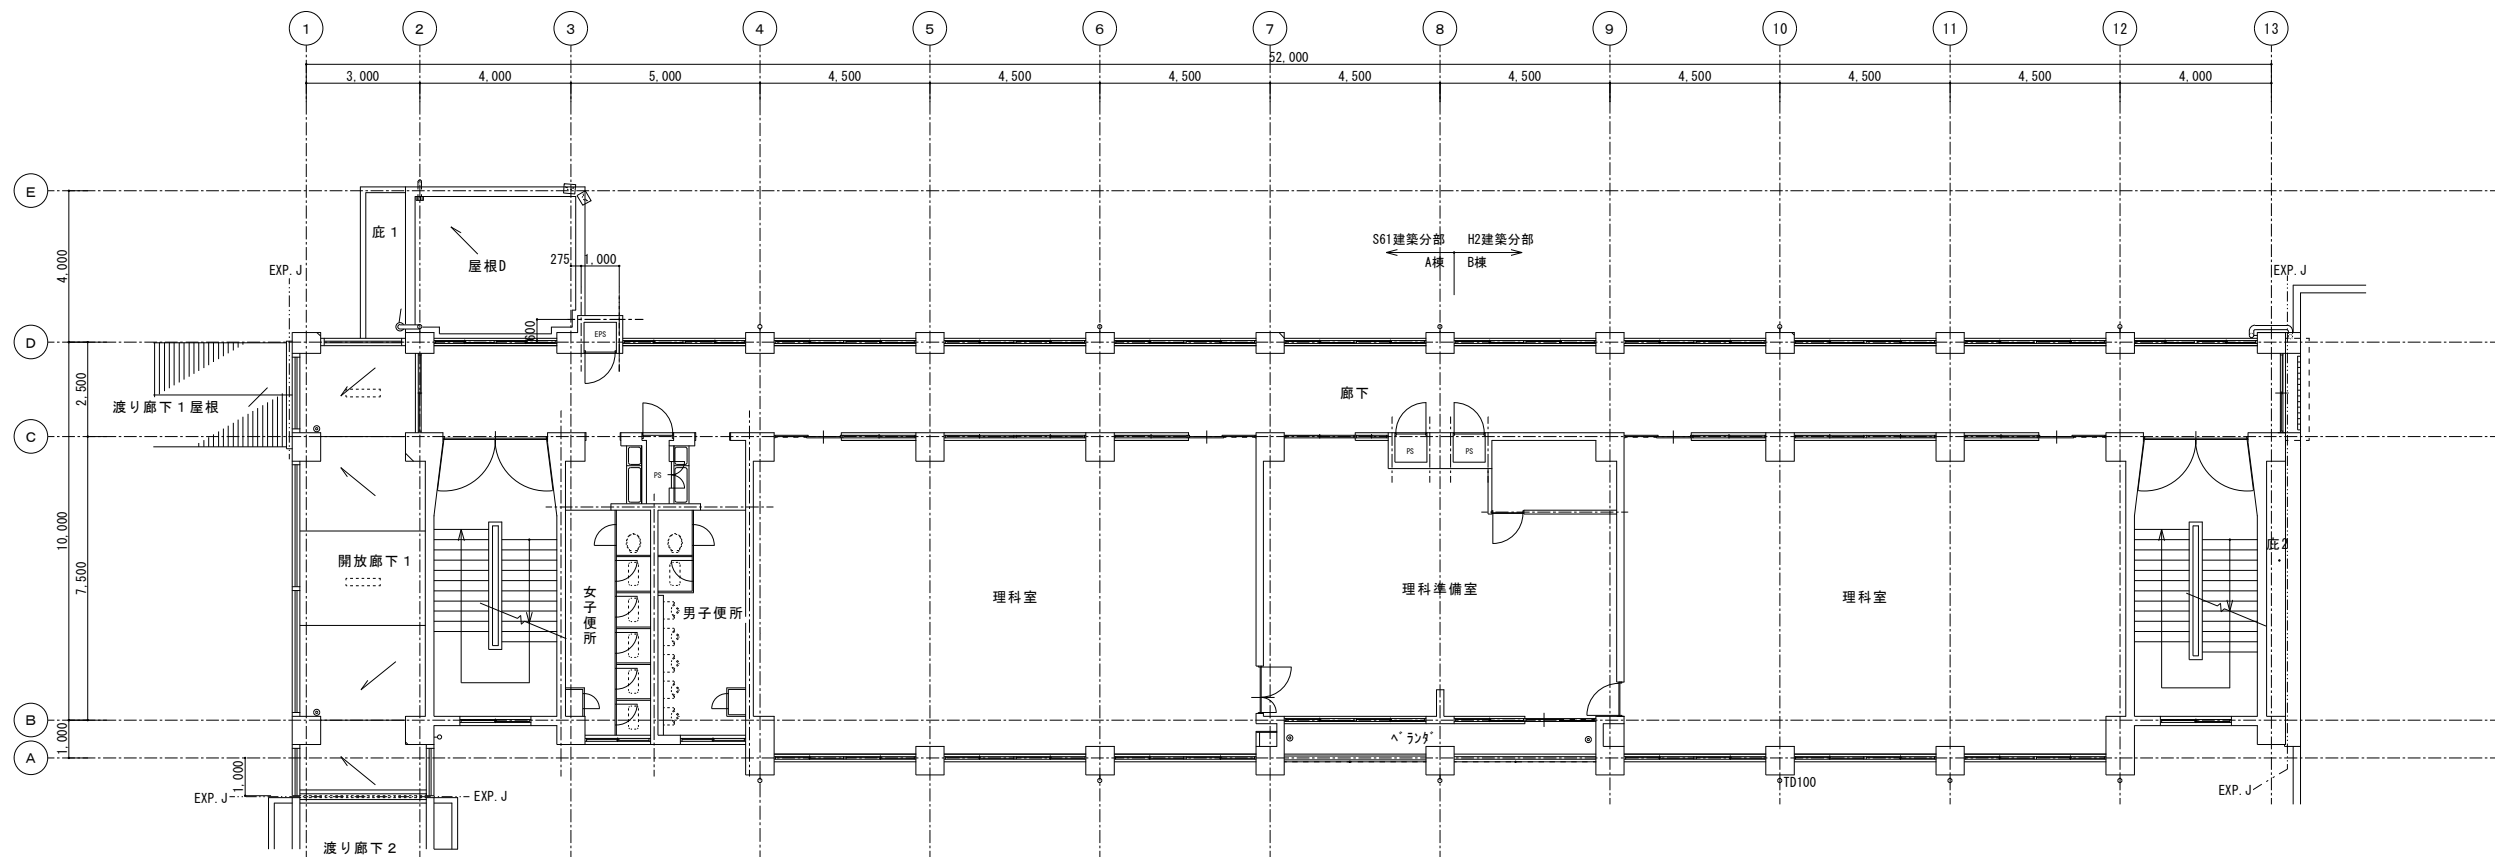 1
2
3
4
5
6
7
8
9
10
11
12
13
52,000
3,000
4,000
5,000
4,500
4,500
4,500
4,500
4,500
4,500
4,500
4,500
4,000
E
D
C
B
A
4,000
2,500
10,000
7,500
1,000
1,000
庇1
屋根D
275
1,000
600
EPS
EXP.J
S61建築分部
H2建築分部
A棟
B棟
EXP.J
渡り廊下1屋根
廊下
PS
PS
PS
開放廊下1
女子便所
男子便所
理科室
理科準備室
理科室
庇2
ベランダ
TD100
EXP.J
EXP.J
EXP.J
渡り廊下2